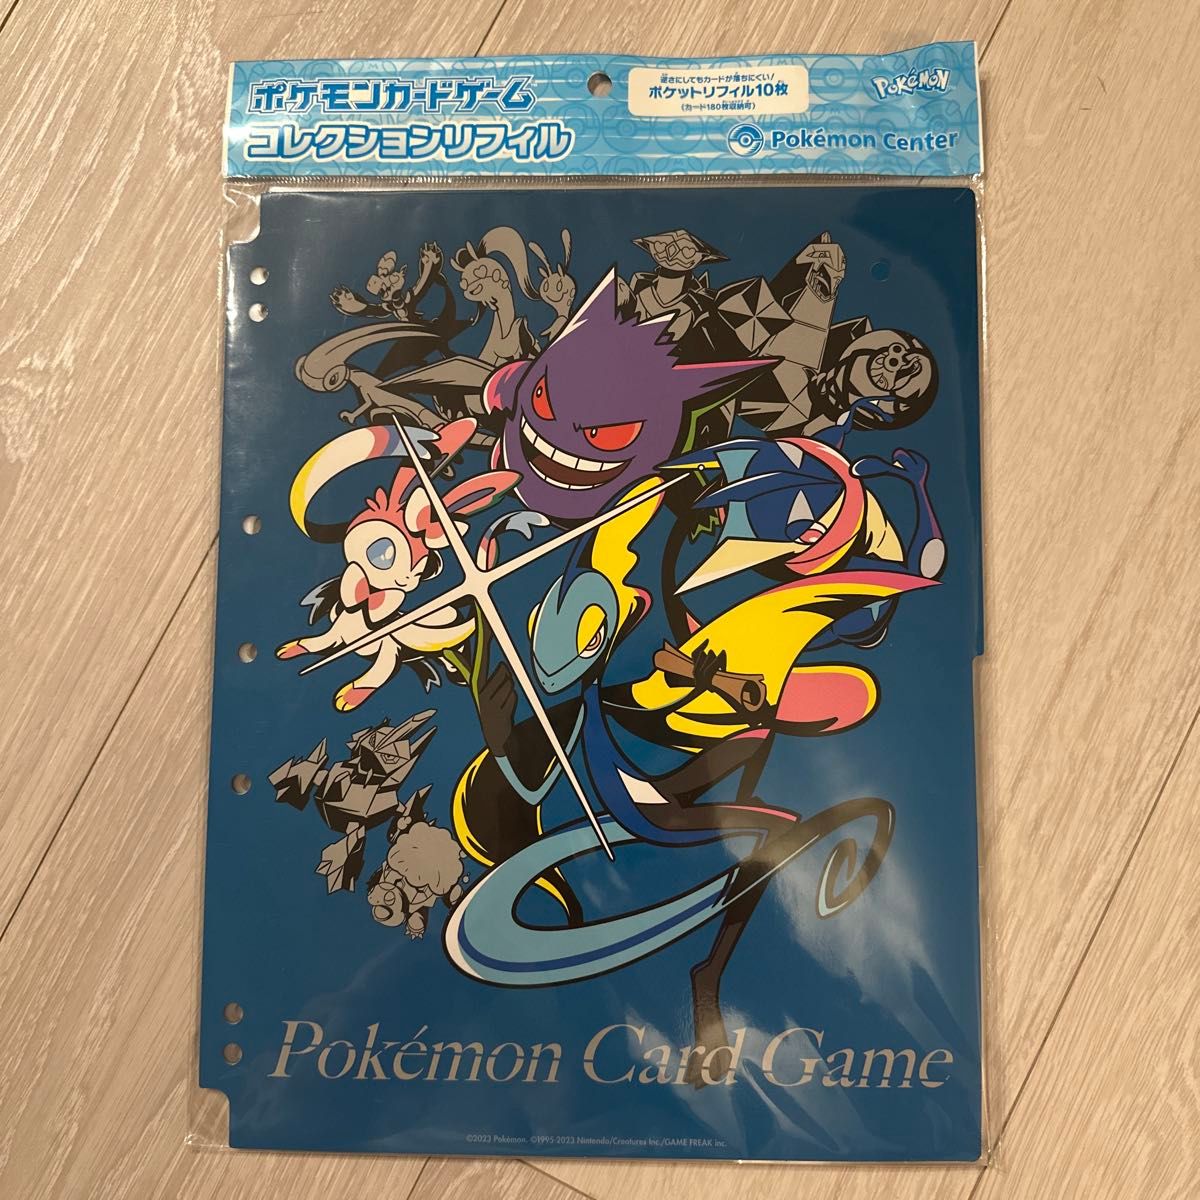 ポケモンカードゲーム
コレクションリフィル
逆さにしてもカードが落ちにくい!
ポケットリフィル10枚
(カード180枚収納可)
POKéMON
Pokémon Center
Pokémon Card Game
©2023 Pokémon. ©1995-2023 Nintendo/Creatures Inc./GAME FREAK inc.